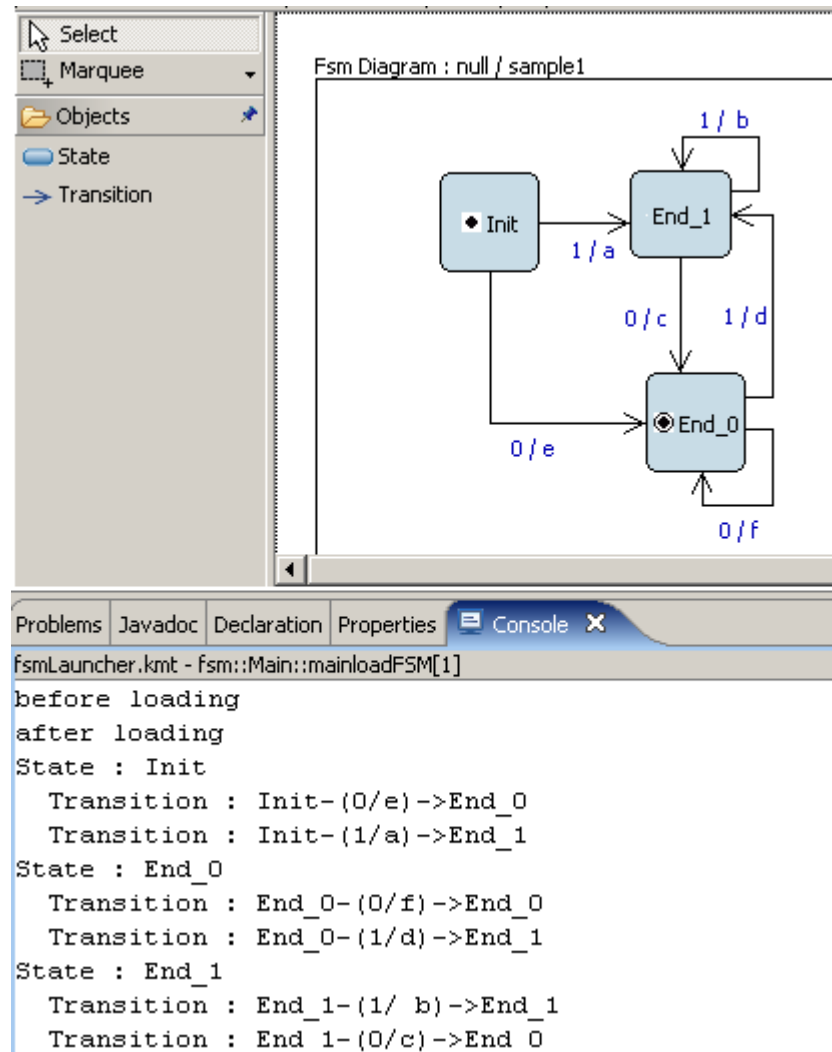 Select
Marquee
Objects
State
Transition
Fsm Diagram : null / sample1
1 / b
Init
End_1
1 / a
0 / c
1 / d
End_0
0 / e
0 / f
Problems Javadoc Declaration Properties Console
fsmLauncher.kmt - fsm::Main::mainloadFSM[1]
before loading
after loading
State : Init
Transition : Init-(0/e)->End_0
Transition : Init-(1/a)->End_1
State : End_0
Transition : End_0-(0/f)->End_0
Transition : End_0-(1/d)->End_1
State : End_1
Transition : End_1-(1/ b)->End_1
Transition : End_1-(0/c)->End_0